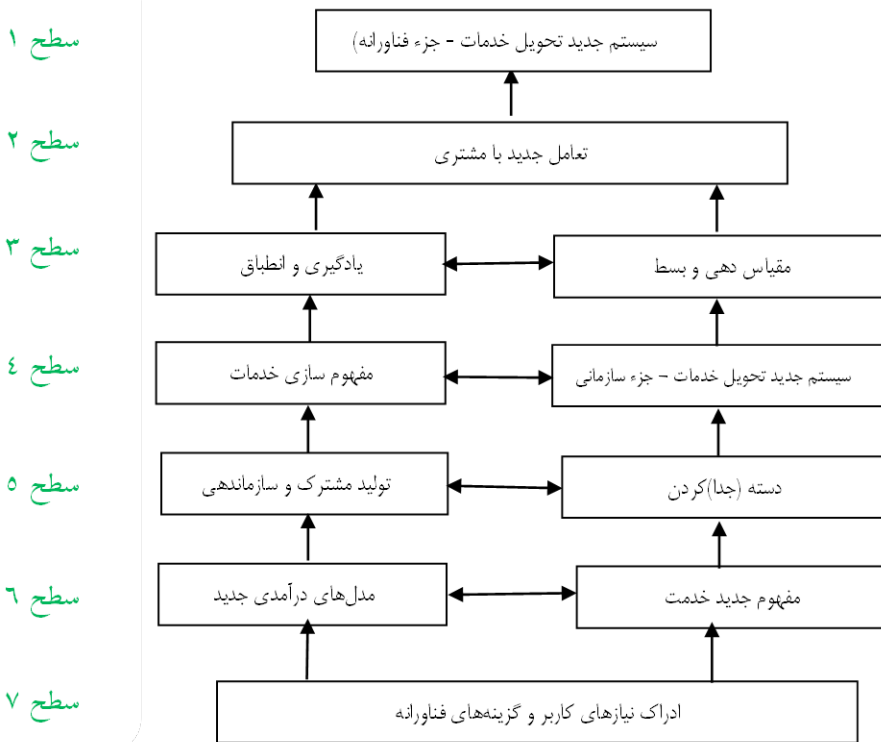 سطح ۱
سیستم جدید تحویل خدمات - جزء فناورانه)
سطح ۲
تعامل جدید با مشتری
سطح ۳
مقیاس دهی و بسط
یادگیری و انطباق
سطح ٤
سیستم جدید تحویل خدمات – جزء سازمانی
مفهوم سازی خدمات
سطح ٥
دسته (جدا)کردن
تولید مشترک و سازماندهی
سطح ٦
مفهوم جدید خدمت
مدل‌های درآمدی جدید
سطح ۷
ادراک نیازهای کاربر و گزینه‌های فناورانه